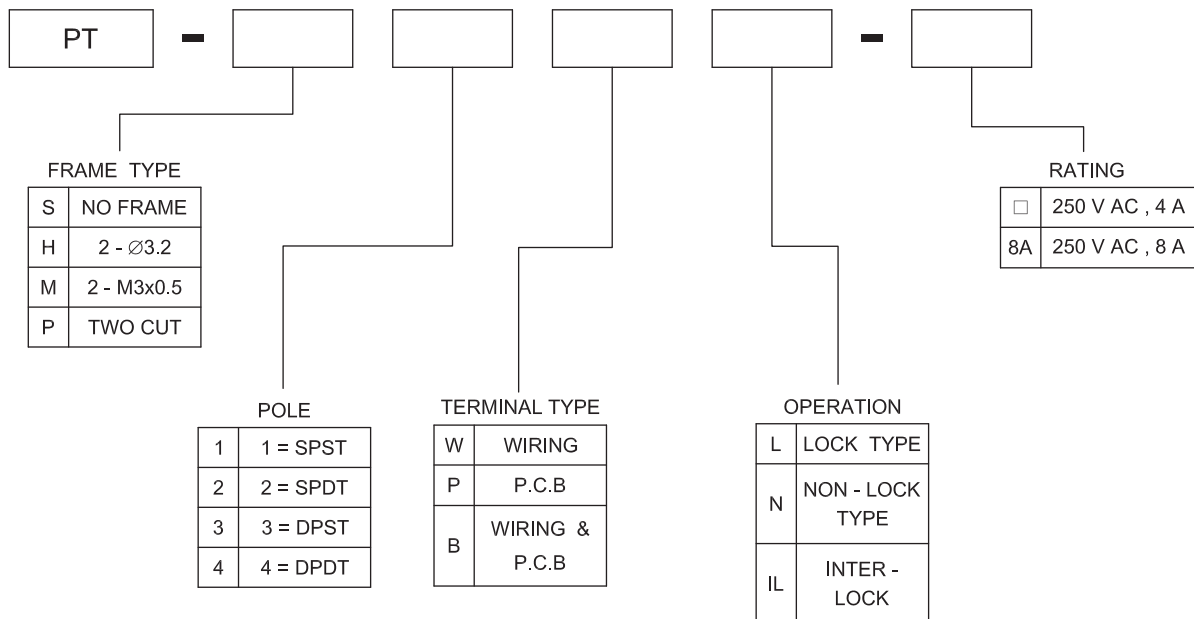 PT - -
FRAME TYPE
S NO FRAME
H 2 - Ø3.2
M 2 - M3x0.5
P TWO CUT
RATING
□ 250 V AC , 4 A
8A 250 V AC , 8 A
POLE
1 1 = SPST
2 2 = SPDT
3 3 = DPST
4 4 = DPDT
TERMINAL TYPE
W WIRING
P P.C.B
B WIRING &
P.C.B
OPERATION
L LOCK TYPE
N NON - LOCK
TYPE
IL INTER -
LOCK